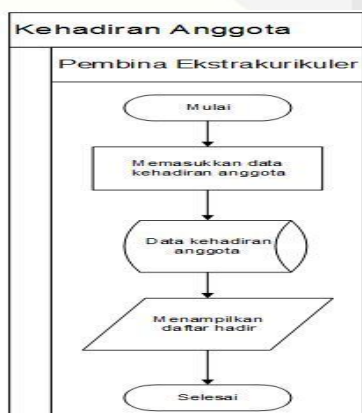 Kehadiran Anggota
Pembina Ekstrakurikuler
Mulai
Memasukkan data
kehadiran anggota
Data kehadiran
anggota
Menampilkan
daftar hadir
Selesai